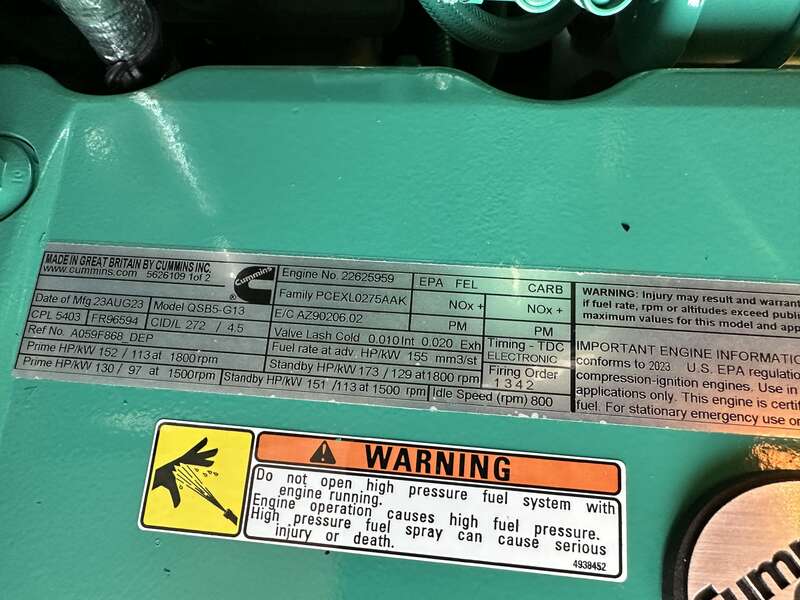 MADE IN GREAT BRITAIN BY CUMMINS INC.
www.cummins.com 5626109 1of 2
Cummins
Date of Mfg 23AUG23 Model QSB5-G13
CPL 5403 FR96594 CID/L 272 / 4.5
Ref No. A059F868_DEP
Prime HP/kW 152 / 113 at 1800 rpm
Prime HP/kW 130 / 97 at 1500rpm
Engine No. 22625959
Family PCEXL0275AAK
E/C AZ90206.02
Valve Lash Cold 0.010 Int 0.020 Exh
Fuel rate at adv. HP/kW 155 mm3/st
Standby HP/kW 173 / 129 at 1800 rpm
Standby HP/kW 151 /113 at 1500 rpm
EPA FEL CARB
NOx + NOx +
PM PM
Timing - TDC
ELECTRONIC
Firing Order
1 3 4 2
Idle Speed (rpm) 800
WARNING: Injury may result and
if fuel rate, rpm or altitudes exceed
maximum values for this model and
IMPORTANT ENGINE
conforms to 2023 U.S. EPA
compression-ignition engines. Use in
applications only. This engine is
fuel. For stationary emergency use
WARNING
Do not open high pressure fuel system with
engine running.
Engine operation causes high fuel pressure.
High pressure fuel spray can cause serious
injury or death.
4938452